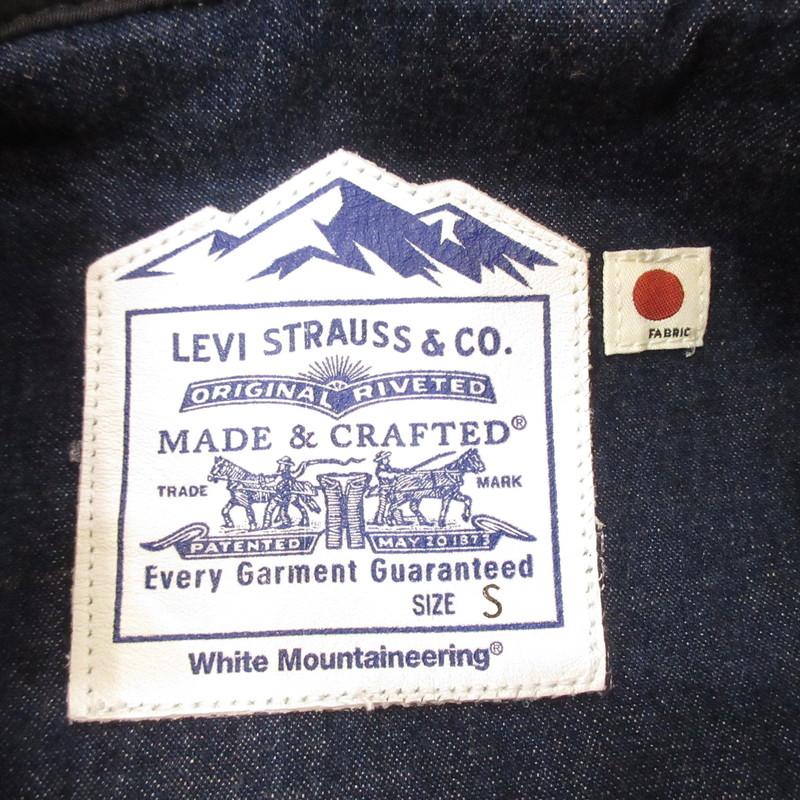 LEVI STRAUSS & CO.
ORIGINAL RIVETED
MADE & CRAFTED®
TRADE MARK
PATENTED MAY 20 1873
Every Garment Guaranteed
SIZE S
White Mountaineering®
FABRIC